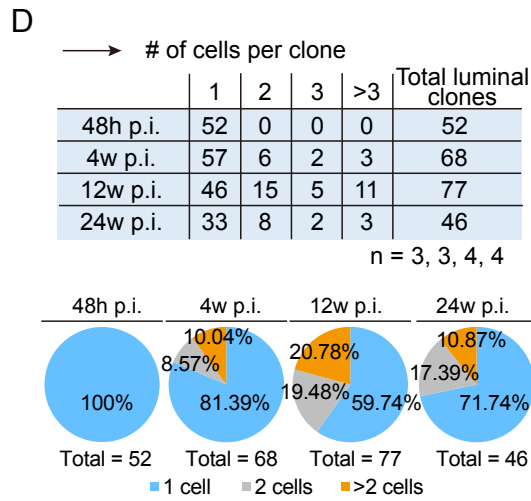 D
# of cells per clone
1 2 3 >3 Total luminal clones
48h p.i. 52 0 0 0 52
4w p.i. 57 6 2 3 68
12w p.i. 46 15 5 11 77
24w p.i. 33 8 2 3 46
n = 3, 3, 4, 4
48h p.i. 4w p.i. 12w p.i. 24w p.i.
100%
10.04%
8.57%
81.39%
20.78%
19.48%
59.74%
10.87%
17.39%
71.74%
Total = 52 Total = 68 Total = 77 Total = 46
1 cell 2 cells >2 cells